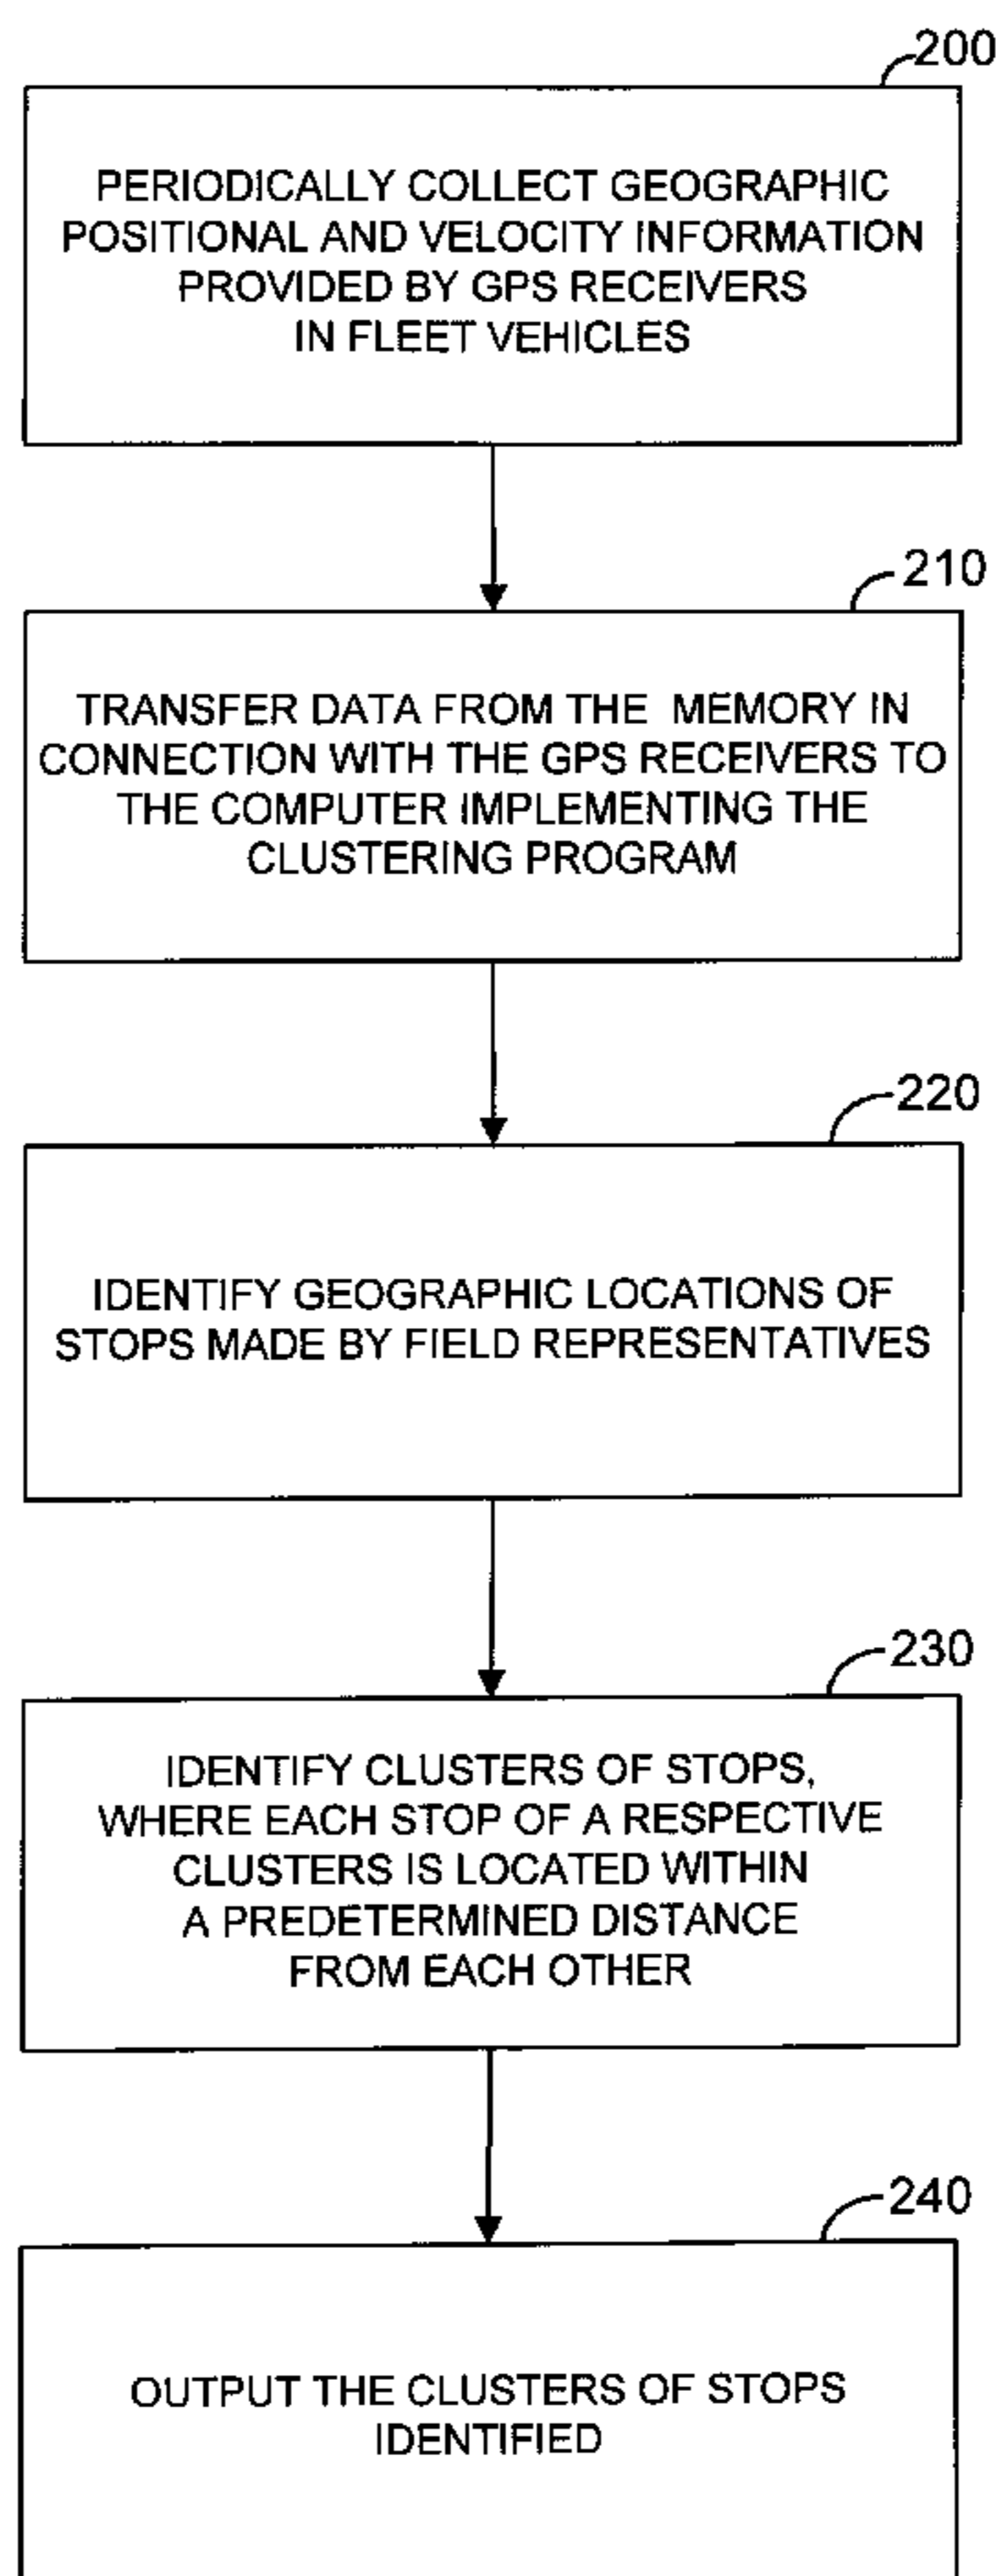 200
PERIODICALLY COLLECT GEOGRAPHIC
POSITIONAL AND VELOCITY INFORMATION
PROVIDED BY GPS RECEIVERS
IN FLEET VEHICLES
210
TRANSFER DATA FROM THE MEMORY IN
CONNECTION WITH THE GPS RECEIVERS TO
THE COMPUTER IMPLEMENTING THE
CLUSTERING PROGRAM
220
IDENTIFY GEOGRAPHIC LOCATIONS OF
STOPS MADE BY FIELD REPRESENTATIVES
230
IDENTIFY CLUSTERS OF STOPS,
WHERE EACH STOP OF A RESPECTIVE
CLUSTERS IS LOCATED WITHIN
A PREDETERMINED DISTANCE
FROM EACH OTHER
240
OUTPUT THE CLUSTERS OF STOPS
IDENTIFIED